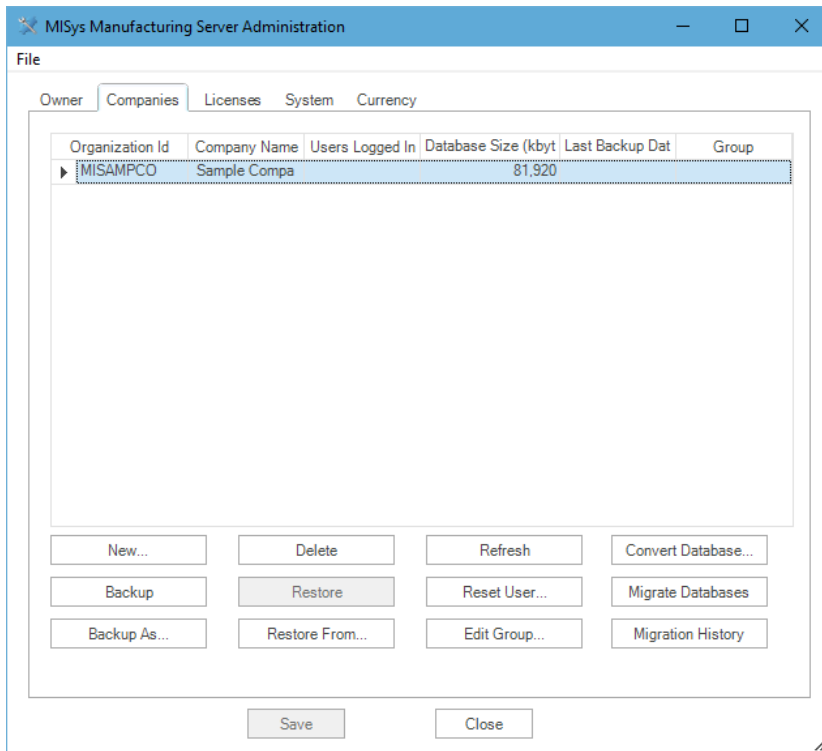 MISys Manufacturing Server Administration
File
Owner Companies Licenses System Currency
Organization Id Company Name Users Logged In Database Size (kbyt Last Backup Dat Group
MISAMPCO Sample Compa 81,920
New... Delete Refresh Convert Database...
Backup Restore Reset User... Migrate Databases
Backup As... Restore From... Edit Group... Migration History
Save Close